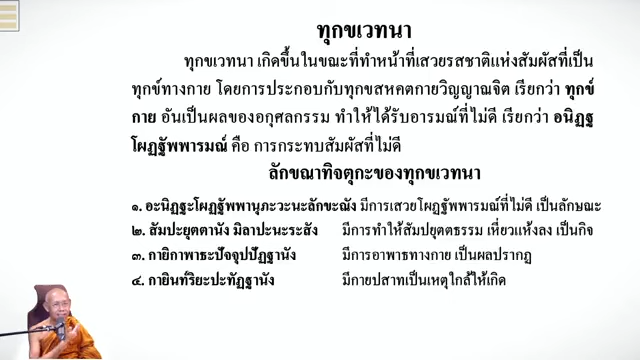 ทุกขเวทนา
ทุกขเวทนา เกิดขึ้นในขณะที่ทำหน้าที่เสวยรสชาติแห่งสัมผัสที่เป็น
ทุกข์ทางกาย โดยการประกอบกับทุกขสหคตกายวิญญาณจิต เรียกว่า ทุกข์
กาย อันเป็นผลของอกุศลกรรม ทำให้ได้รับอารมณ์ที่ไม่ดี เรียกว่า อนิฏฐ
โผฏฐัพพารมณ์ คือ การกระทบสัมผัสที่ไม่ดี
ลักขณาทิจตุกะของทุกขเวทนา
๑. อะนิฏฐะโผฏฐัพพานุภะวะนะลักขะณัง มีการเสวยโผฏฐัพพารมณ์ที่ไม่ดี เป็นลักษณะ
๒. สัมปะยุตตานัง มิลาปะนะระสัง มีการทำให้สัมปยุตตธรรม เหี่ยวแห้งลง เป็นกิจ
๓. กายิกาพาธะปัจจุปปัฏฐานัง มีการอาพาธทางกาย เป็นผลปรากฏ
๔. กายินท์ริยะปะทัฏฐานัง มีกายปสาทเป็นเหตุใกล้ให้เกิด